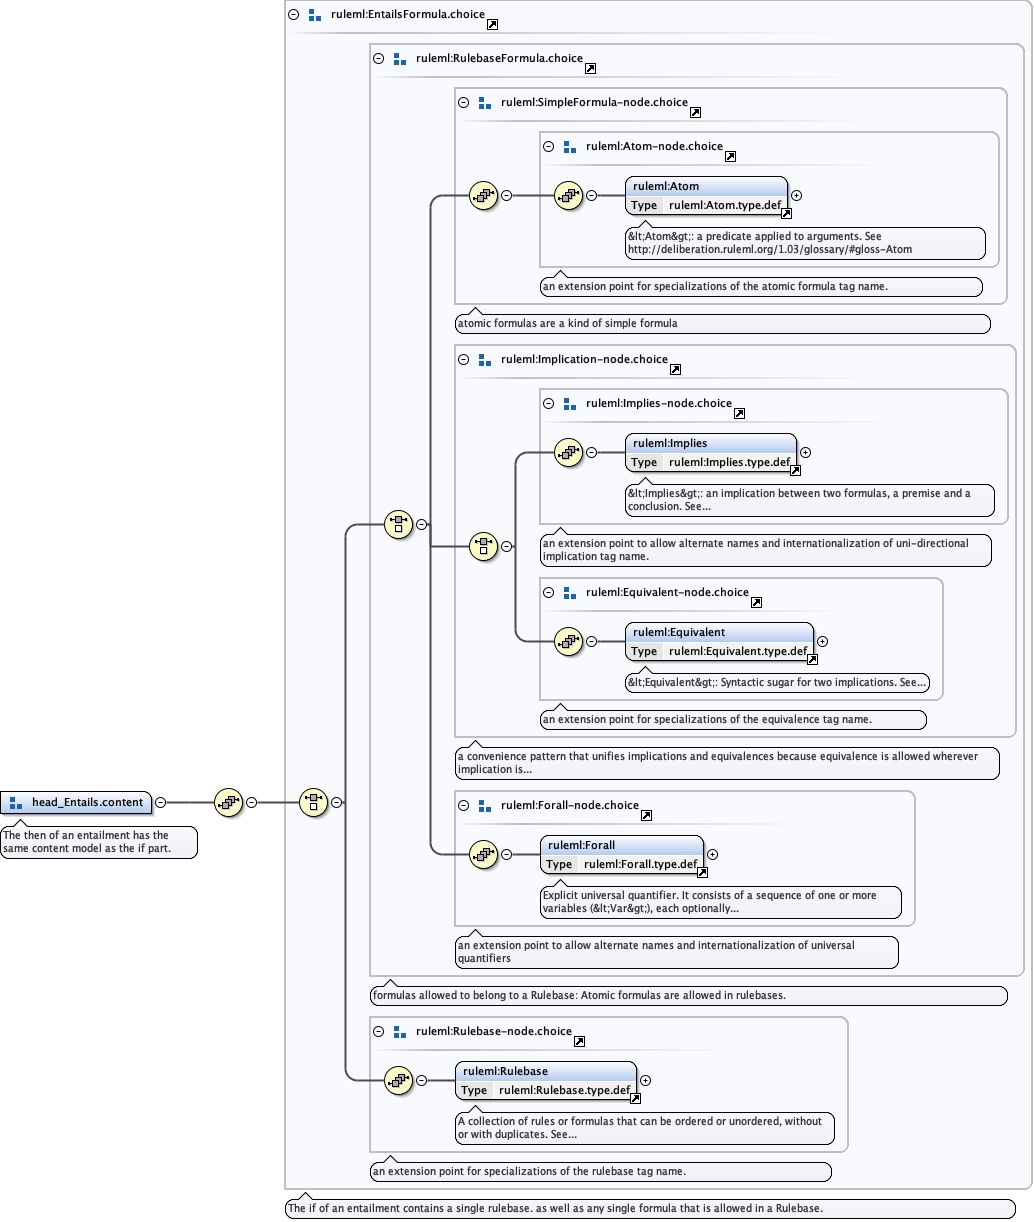 ruleml:EntailsFormula.choice
ruleml:RulebaseFormula.choice
ruleml:SimpleFormula-node.choice
ruleml:Atom-node.choice
ruleml:Atom
Type ruleml:Atom.type.def
&lt;Atom&gt;: a predicate applied to arguments. See
http://deliberation.ruleml.org/1.03/glossary/#gloss-Atom
an extension point for specializations of the atomic formula tag name.
atomic formulas are a kind of simple formula
ruleml:Implication-node.choice
ruleml:Implies-node.choice
ruleml:Implies
Type ruleml:Implies.type.def
&lt;Implies&gt;: an implication between two formulas, a premise and a
conclusion. See...
an extension point to allow alternate names and internationalization of uni-directional
implication tag name.
ruleml:Equivalent-node.choice
ruleml:Equivalent
Type ruleml:Equivalent.type.def
&lt;Equivalent&gt;: Syntactic sugar for two implications. See...
an extension point for specializations of the equivalence tag name.
a convenience pattern that unifies implications and equivalences because equivalence is allowed wherever
implication is...
head_Entails.content
The then of an entailment has the
same content model as the if part.
ruleml:Forall-node.choice
ruleml:Forall
Type ruleml:Forall.type.def
Explicit universal quantifier. It consists of a sequence of one or more
variables (&lt;Var&gt;), each optionally...
an extension point to allow alternate names and internationalization of universal
quantifiers
formulas allowed to belong to a Rulebase: Atomic formulas are allowed in rulebases.
ruleml:Rulebase-node.choice
ruleml:Rulebase
Type ruleml:Rulebase.type.def
A collection of rules or formulas that can be ordered or unordered, without
or with duplicates. See...
an extension point for specializations of the rulebase tag name.
The if of an entailment contains a single rulebase. as well as any single formula that is allowed in a Rulebase.